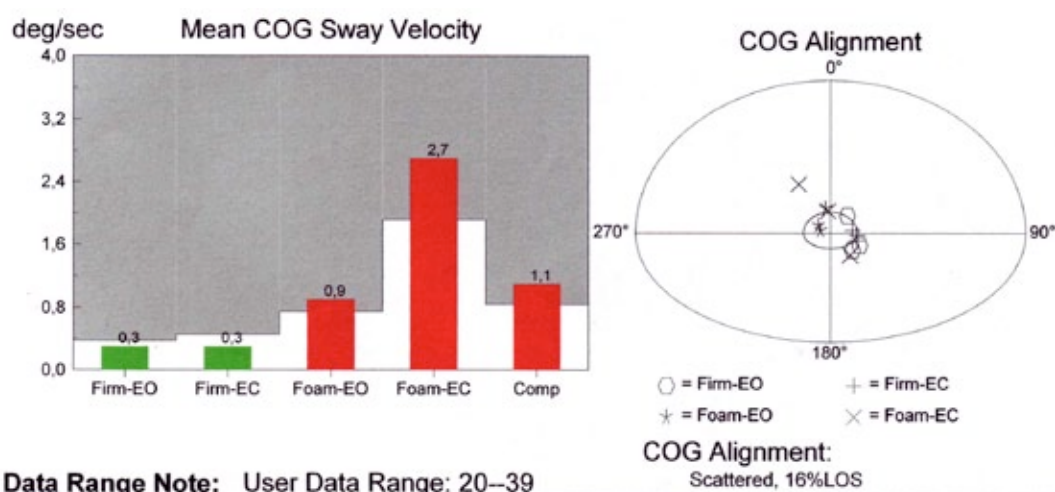 deg/sec
Mean COG Sway Velocity
4,0
3,2
2,4
1,6
0,8
0,0
0,3
0,3
0,9
2,7
1,1
Firm-EO
Firm-EC
Foam-EO
Foam-EC
Comp
COG Alignment
0°
270°
90°
180°
= Firm-EO
= Firm-EC
= Foam-EO
= Foam-EC
COG Alignment:
Scattered, 16%LOS
Data Range Note: User Data Range: 20--39